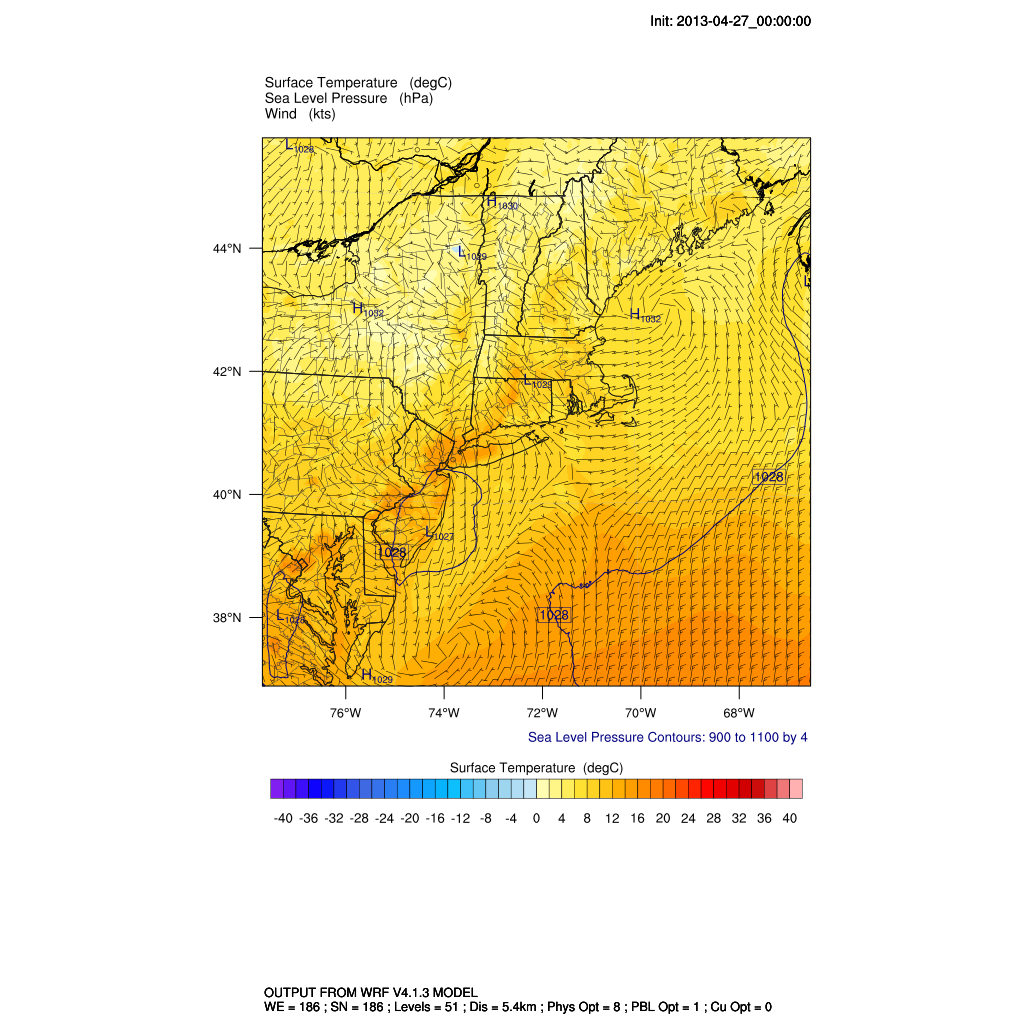 Init: 2013-04-27_00:00:00
Surface Temperature (degC)
Sea Level Pressure (hPa)
Wind (kts)
L1028
H1030
44°N
L1029
H1032
H1032
42°N
L1029
1028
40°N
L1027
1028
38°N
1028
H1029
76°W 74°W 72°W 70°W 68°W
Sea Level Pressure Contours: 900 to 1100 by 4
Surface Temperature (degC)
-40 -36 -32 -28 -24 -20 -16 -12 -8 -4 0 4 8 12 16 20 24 28 32 36 40
OUTPUT FROM WRF V4.1.3 MODEL
WE = 186 ; SN = 186 ; Levels = 51 ; Dis = 5.4km ; Phys Opt = 8 ; PBL Opt = 1 ; Cu Opt = 0